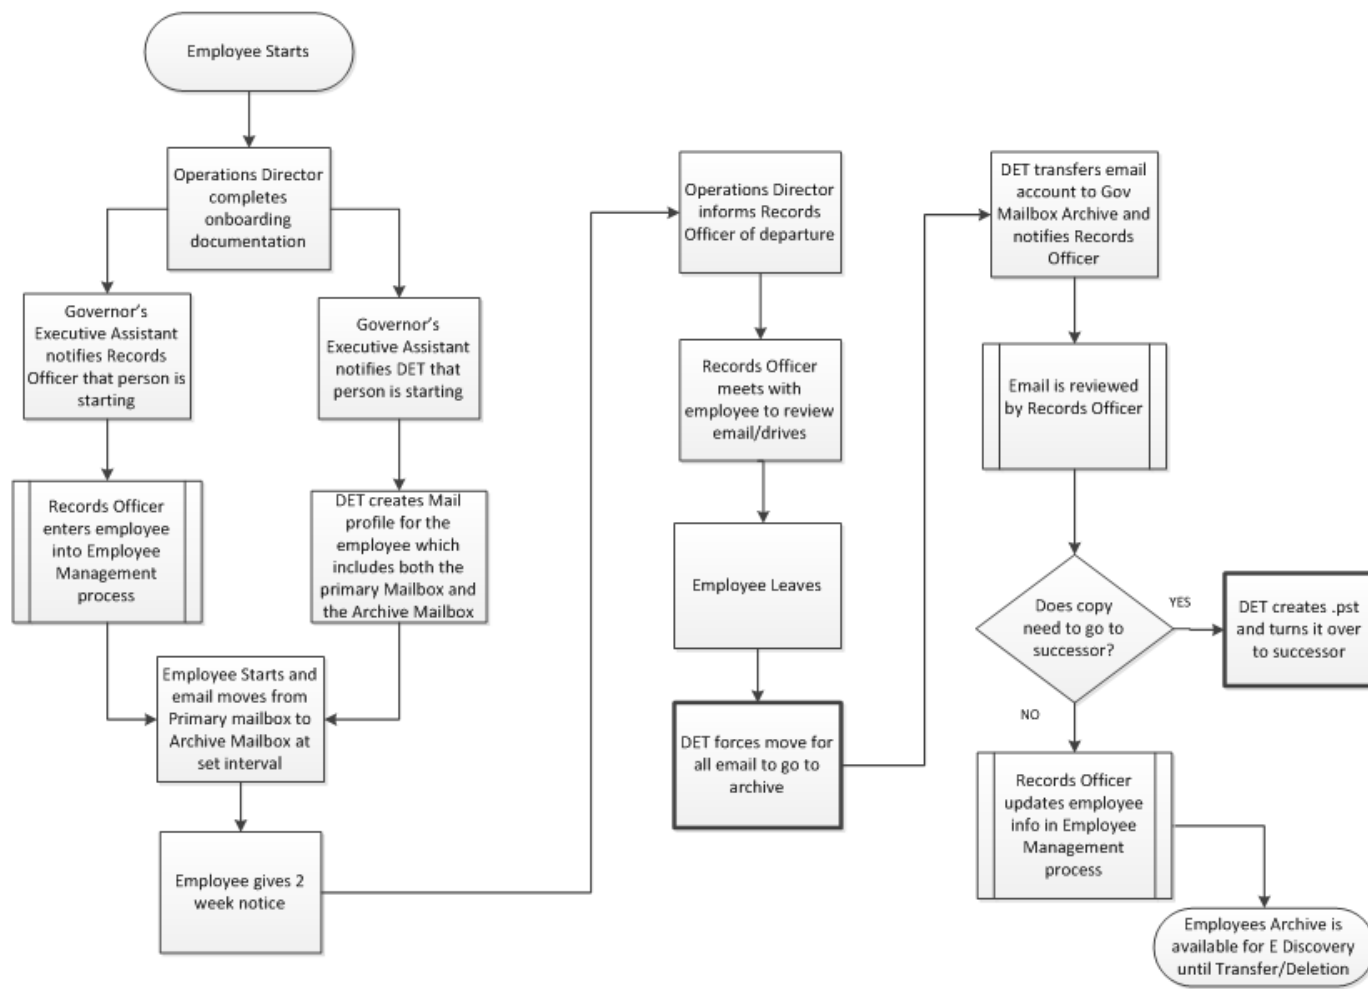 Employee Starts
Operations Director
completes
onboarding
documentation
Governor's
Executive Assistant
notifies Records
Officer that person is
starting
Governor's
Executive Assistant
notifies DET that
person is starting
Records Officer
enters employee
into Employee
Management
process
DET creates Mail
profile for the
employee which
includes both the
primary Mailbox and
the Archive Mailbox
Employee Starts and
email moves from
Primary mailbox to
Archive Mailbox at
set interval
Employee gives 2
week notice
Operations Director
informs Records
Officer of departure
Records Officer
meets with
employee to review
email/drives
Employee Leaves
DET forces move for
all email to go to
archive
DET transfers email
account to Gov
Mailbox Archive and
notifies Records
Officer
Email is reviewed
by Records Officer
Does copy
need to go to
successor?
YES
DET creates .pst
and turns it over
to successor
NO
Records Officer
updates employee
info in Employee
Management
process
Employees Archive is
available for E Discovery
until Transfer/Deletion